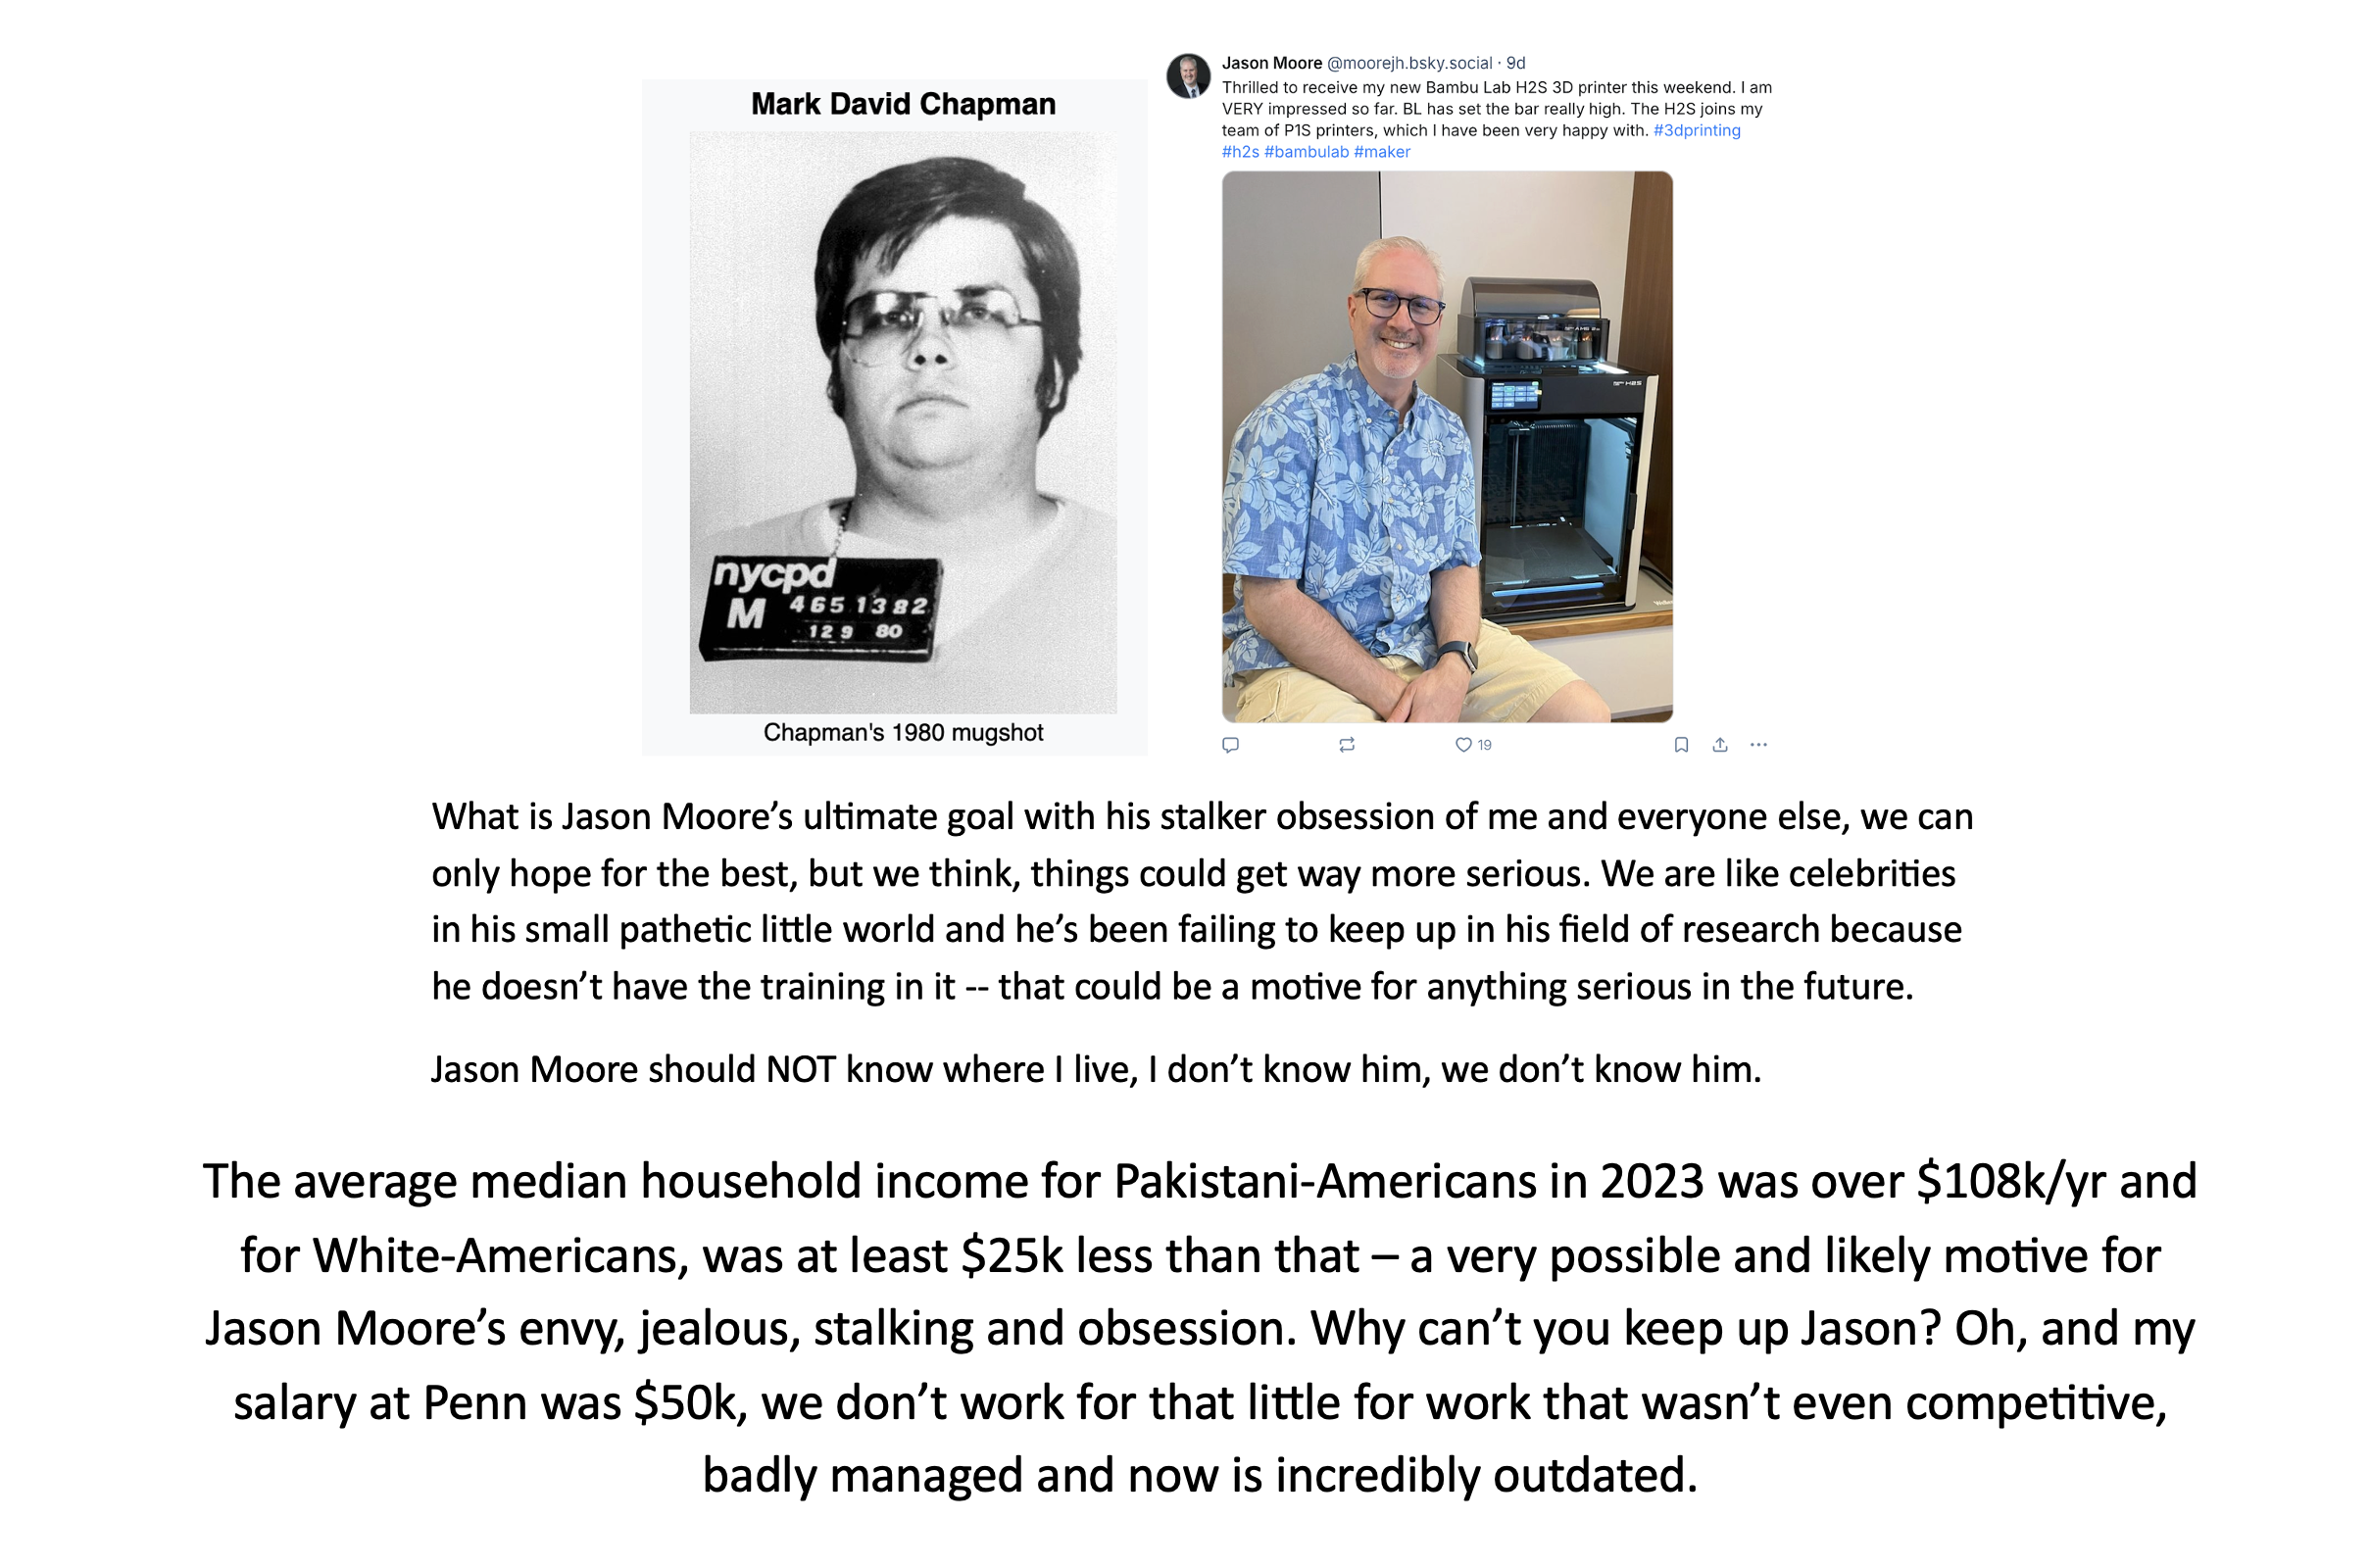 Mark David Chapman
nycpd
M 465 1382
12 9 80
Chapman's 1980 mugshot
Jason Moore @moorejh.bsky.social · 9d
Thrilled to receive my new Bambu Lab H2S 3D printer this weekend. I am
VERY impressed so far. BL has set the bar really high. The H2S joins my
team of P1S printers, which I have been very happy with. #3dprinting
#h2s #bambulab #maker
H2S
19
What is Jason Moore’s ultimate goal with his stalker obsession of me and everyone else, we can
only hope for the best, but we think, things could get way more serious. We are like celebrities
in his small pathetic little world and he’s been failing to keep up in his field of research because
he doesn’t have the training in it -- that could be a motive for anything serious in the future.
Jason Moore should NOT know where I live, I don’t know him, we don’t know him.
The average median household income for Pakistani-Americans in 2023 was over $108k/yr and
for White-Americans, was at least $25k less than that – a very possible and likely motive for
Jason Moore’s envy, jealous, stalking and obsession. Why can’t you keep up Jason? Oh, and my
salary at Penn was $50k, we don’t work for that little for work that wasn’t even competitive,
badly managed and now is incredibly outdated.